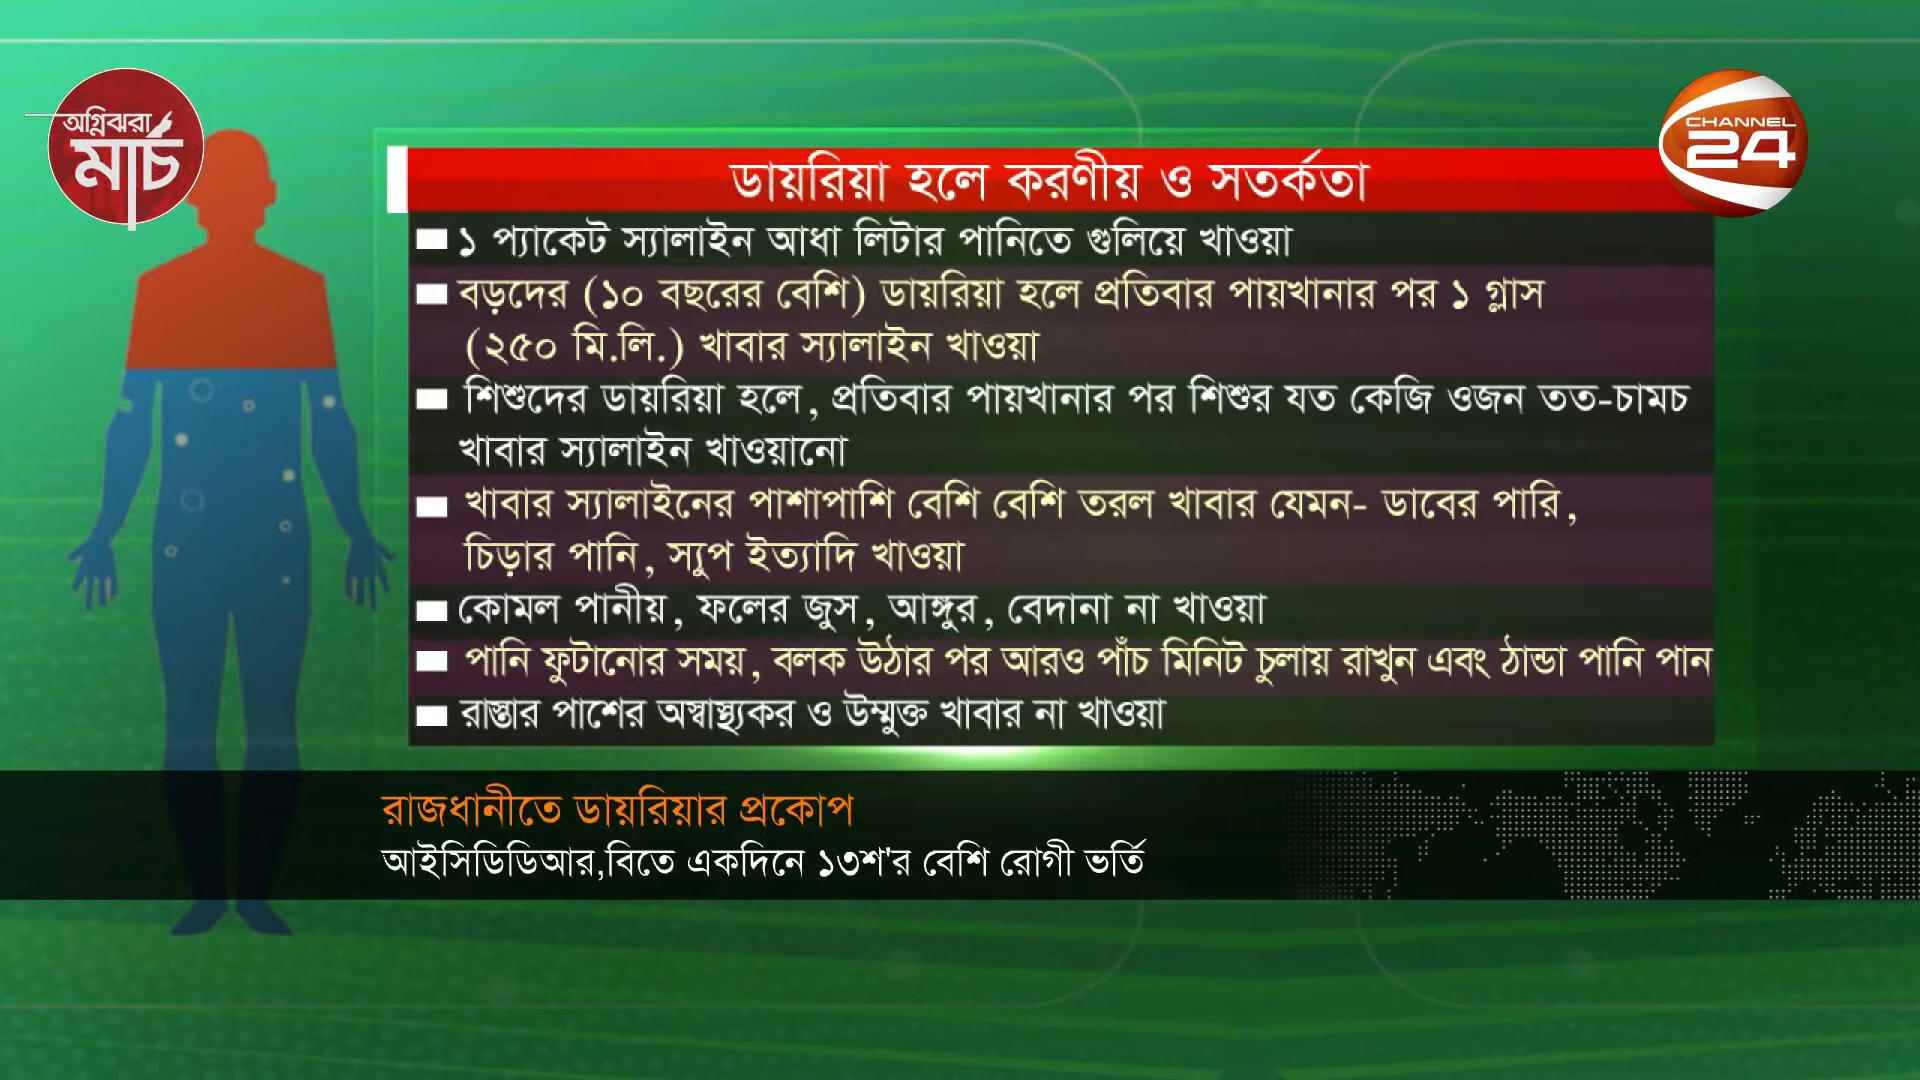 অগ্নিঝরা
মার্চ
CHANNEL
24
ডায়রিয়া হলে করণীয় ও সতর্কতা
১ প্যাকেট স্যালাইন আধা লিটার পানিতে গুলিয়ে খাওয়া
বড়দের (১০ বছরের বেশি) ডায়রিয়া হলে প্রতিবার পায়খানার পর ১ গ্লাস
(২৫০ মি.লি.) খাবার স্যালাইন খাওয়া
শিশুদের ডায়রিয়া হলে, প্রতিবার পায়খানার পর শিশুর যত কেজি ওজন তত-চামচ
খাবার স্যালাইন খাওয়ানো
খাবার স্যালাইনের পাশাপাশি বেশি বেশি তরল খাবার যেমন- ডাবের পারি,
চিড়ার পানি, স্যুপ ইত্যাদি খাওয়া
কোমল পানীয়, ফলের জুস, আঙ্গুর, বেদানা না খাওয়া
পানি ফুটানোর সময়, বলক উঠার পর আরও পাঁচ মিনিট চুলায় রাখুন এবং ঠান্ডা পানি পান
রাস্তার পাশের অস্বাস্থ্যকর ও উম্মুক্ত খাবার না খাওয়া
রাজধানীতে ডায়রিয়ার প্রকোপ
আইসিডিডিআর,বিতে একদিনে ১৩শ'র বেশি রোগী ভর্তি